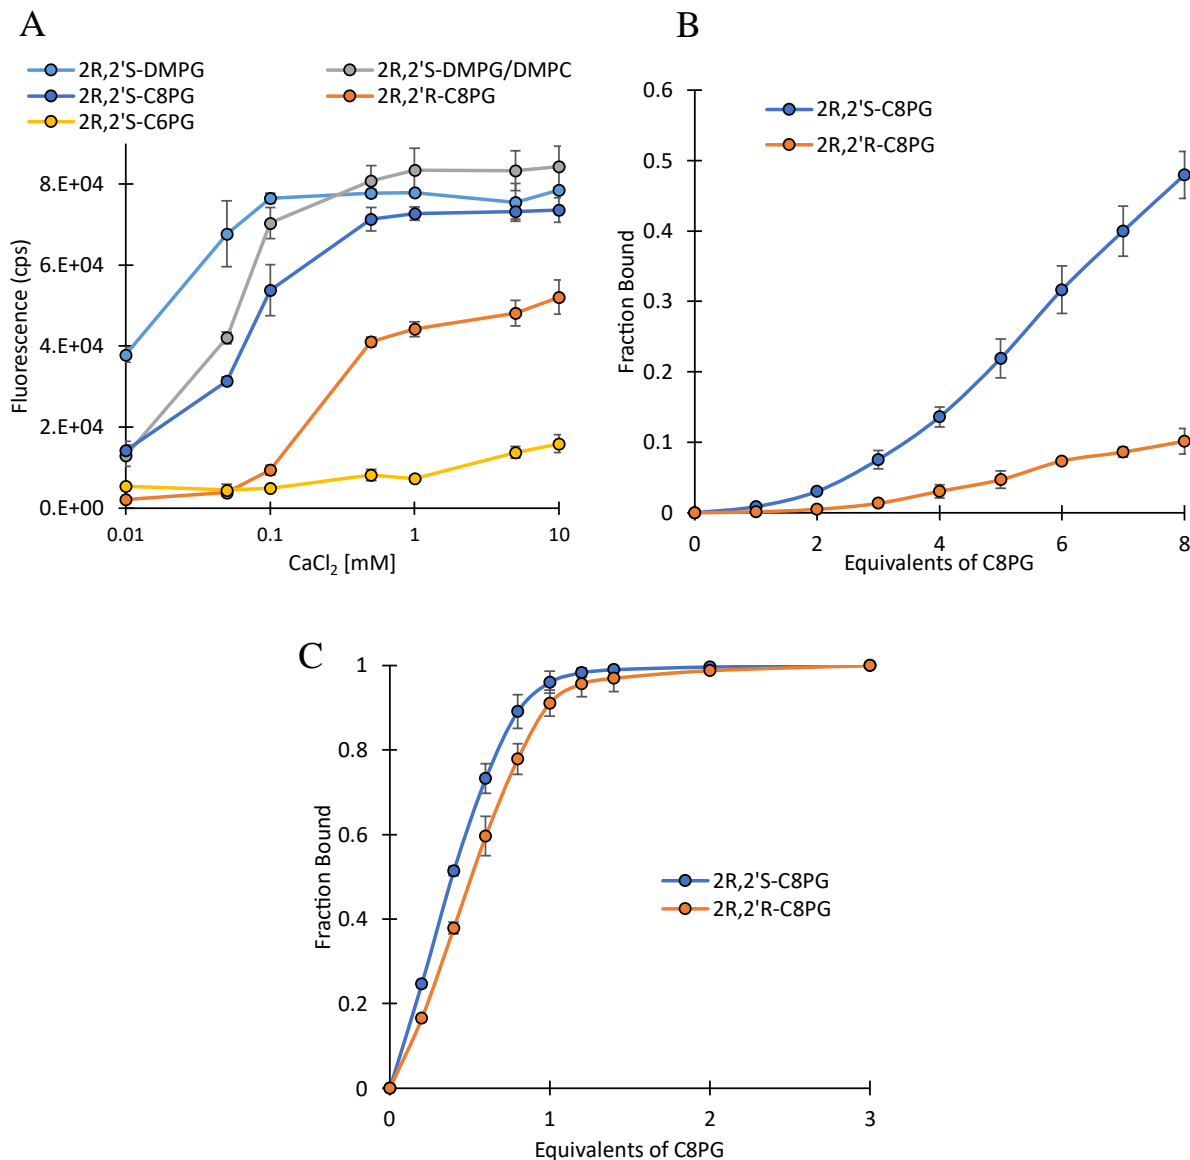 A
2R,2'S-DMPG
2R,2'S-DMPG/DMPC
2R,2'S-C8PG
2R,2'R-C8PG
2R,2'S-C6PG
Fluorescence (cps)
8.E+04
6.E+04
4.E+04
2.E+04
0.E+00
0.01 0.1 1 10
CaCl₂ [mM]
B
2R,2'S-C8PG
2R,2'R-C8PG
Fraction Bound
0.6
0.5
0.4
0.3
0.2
0.1
0
0 2 4 6 8
Equivalents of C8PG
C
2R,2'S-C8PG
2R,2'R-C8PG
Fraction Bound
1
0.8
0.6
0.4
0.2
0
0 1 2 3
Equivalents of C8PG